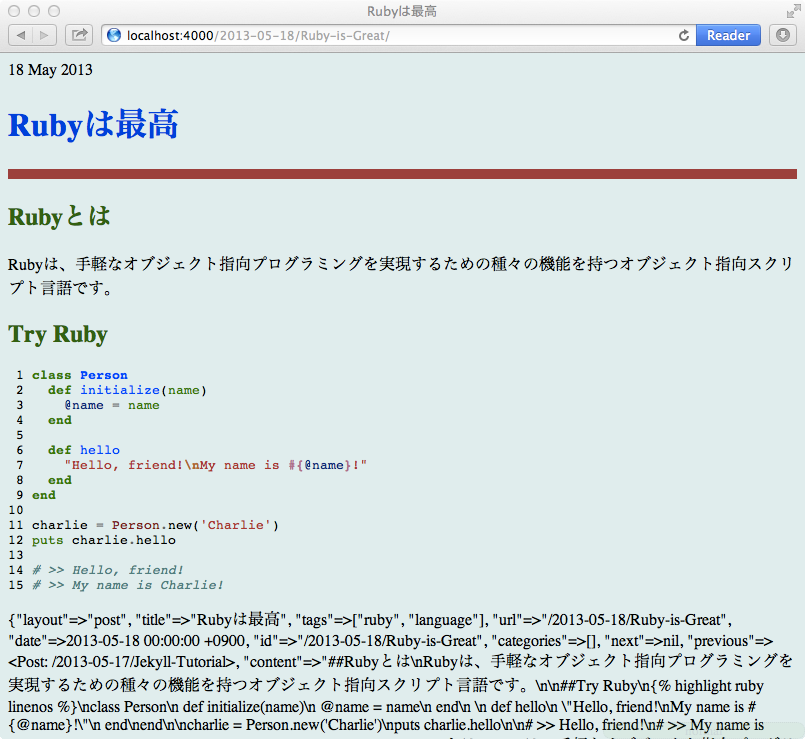 Rubyは最高
localhost:4000/2013-05-18/Ruby-is-Great/
Reader
18 May 2013
Rubyは最高
Rubyとは
Rubyは、手軽なオブジェクト指向プログラミングを実現するための種々の機能を持つオブジェクト指向スクリ
プト言語です。
Try Ruby
1 class Person
2   def initialize(name)
3     @name = name
4   end
5
6   def hello
7     "Hello, friend!\nMy name is #{@name}!"
8   end
9 end
10
11 charlie = Person.new('Charlie')
12 puts charlie.hello
13
14 # >> Hello, friend!
15 # >> My name is Charlie!
{"layout"=>"post", "title"=>"Rubyは最高", "tags"=>["ruby", "language"], "url"=>"/2013-05-18/Ruby-is-Great",
"date"=>2013-05-18 00:00:00 +0900, "id"=>"/2013-05-18/Ruby-is-Great", "categories"=>[], "next"=>nil, "previous"=>
<Post: /2013-05-17/Jekyll-Tutorial>, "content"=>"##Rubyとは\nRubyは、手軽なオブジェクト指向プログラミングを
実現するための種々の機能を持つオブジェクト指向スクリプト言語です。\n\n##Try Ruby\n{% highlight ruby
linenos %}\nclass Person\n def initialize(name)\n @name = name\n end\n \n def hello\n \"Hello, friend!\nMy name is #
{@name}!\"\n end\nend\n\ncharlie = Person.new('Charlie')\nputs charlie.hello\n\n# >> Hello, friend!\n# >> My name is